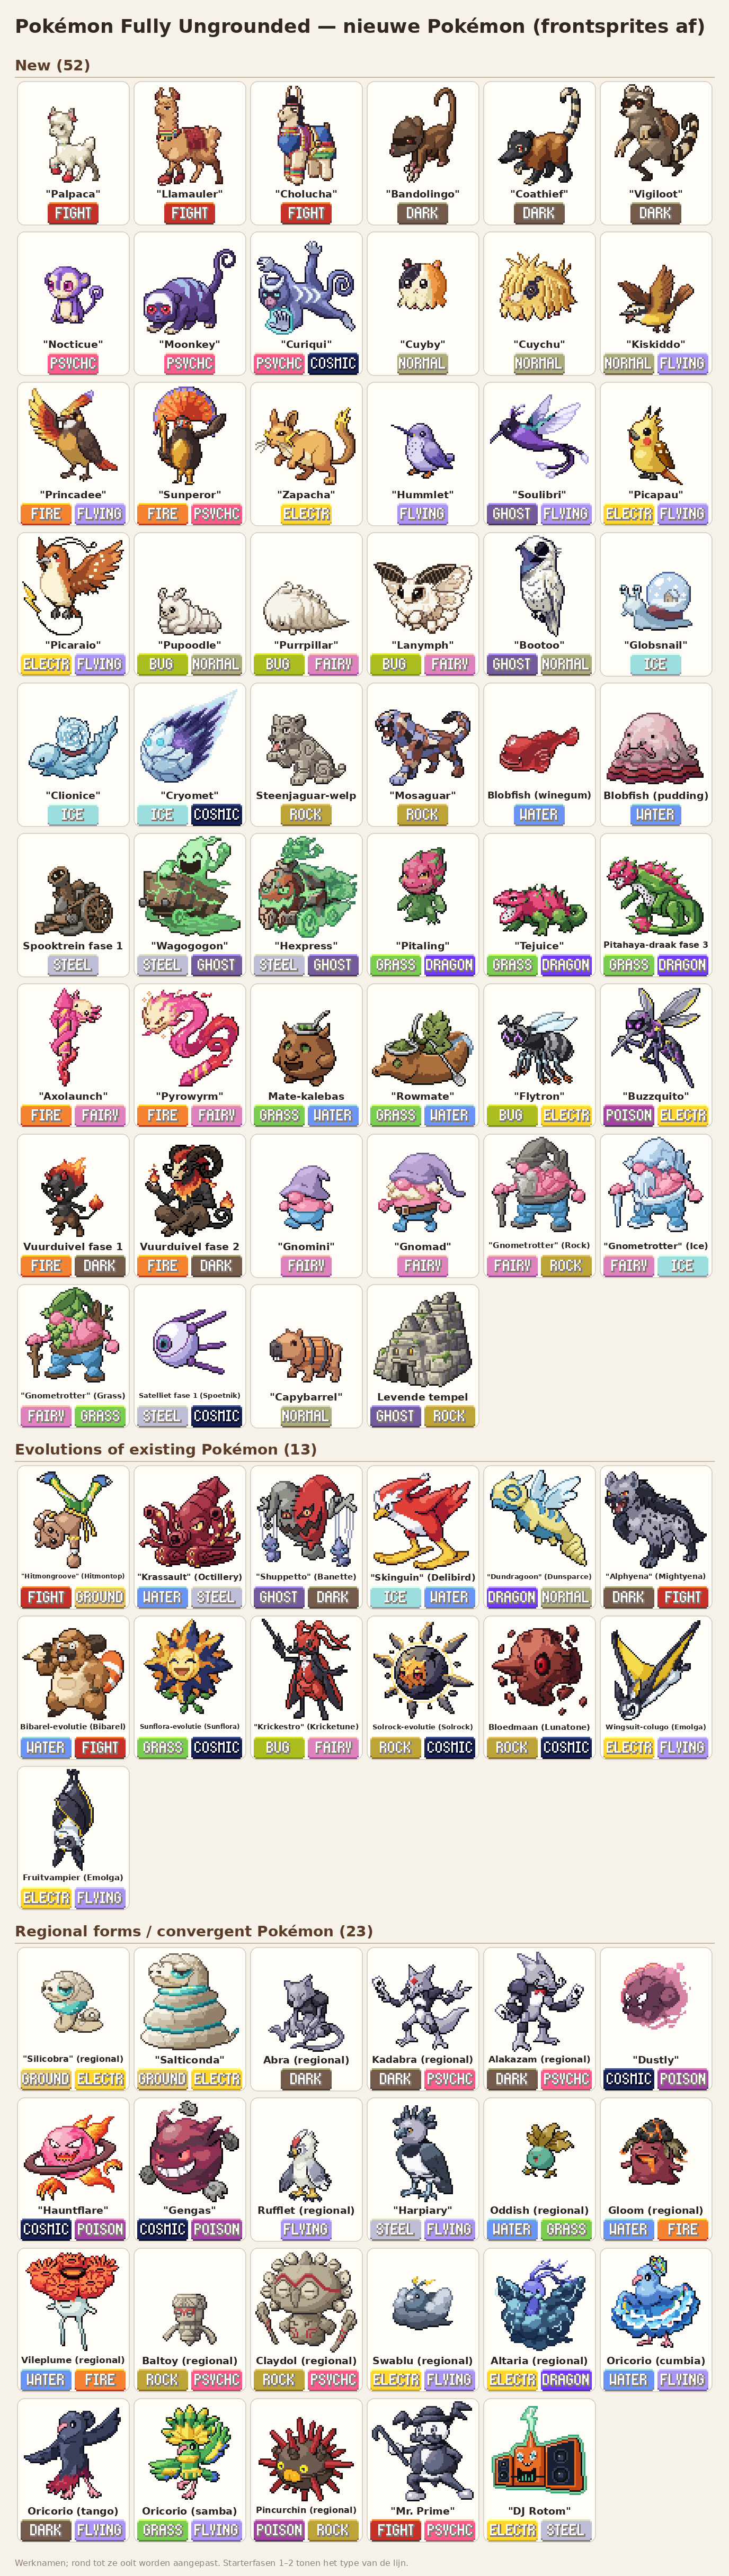 Pokémon Fully Ungrounded — nieuwe Pokémon (frontsprites af)
New (52)
"Palpaca" "Llamauler" "Cholucha" "Bandolingo" "Coathief" "Vigiloot"
FIGHT FIGHT FIGHT DARK DARK DARK
"Nocticue" "Moonkey" "Curiqui" "Cuyby" "Cuychu" "Kiskiddo"
PSYCHC PSYCHC PSYCHC COSMIC NORMAL NORMAL NORMAL FLYING
"Princadee" "Sunperor" "Zapacha" "Hummlet" "Soulibri" "Picapau"
FIRE FLYING FIRE PSYCHC ELECTR FLYING GHOST FLYING ELECTR FLYING
"Picaraio" "Pupoodle" "Purrpillar" "Lanymph" "Bootoo" "Globsnail"
ELECTR FLYING BUG NORMAL BUG FAIRY BUG FAIRY GHOST NORMAL ICE
"Clionice" "Cryomet" Steenjaguar-welp "Mosaguar" Blobfish (winegum) Blobfish (pudding)
ICE ICE COSMIC ROCK ROCK WATER WATER
Spooktrein fase 1 "Wagogogon" "Hexpress" "Pitaling" "Tejuice" Pitahaya-draak fase 3
STEEL STEEL GHOST STEEL GHOST GRASS DRAGON GRASS DRAGON GRASS DRAGON
"Axolaunch" "Pyrowyrm" Mate-kalebas "Rowmate" "Flytron" "Buzzquito"
FIRE FAIRY FIRE FAIRY GRASS WATER GRASS WATER BUG ELECTR POISON ELECTR
Vuurduivel fase 1 Vuurduivel fase 2 "Gnomini" "Gnomad" "Gnometrotter" (Rock) "Gnometrotter" (Ice)
FIRE DARK FIRE DARK FAIRY FAIRY FAIRY ROCK FAIRY ICE
"Gnometrotter" (Grass) Satelliet fase 1 (Spoetnik) "Capybarrel" Levende tempel
FAIRY GRASS STEEL COSMIC NORMAL GHOST ROCK
Evolutions of existing Pokémon (13)
"Hitmongroove" (Hitmontop) "Krassault" (Octillery) "Shuppetto" (Banette) "Skinguin" (Delibird) "Dundragoon" (Dunsparce) "Alphyena" (Mightyena)
FIGHT GROUND WATER STEEL GHOST DARK ICE WATER DRAGON NORMAL DARK FIGHT
Bibarel-evolutie (Bibarel) Sunflora-evolutie (Sunflora) "Krickestro" (Kricketune) Solrock-evolutie (Solrock) Bloedmaan (Lunatone) Wingsuit-colugo (Emolga)
WATER FIGHT GRASS COSMIC BUG FAIRY ROCK COSMIC ROCK COSMIC ELECTR FLYING
Fruitvampier (Emolga)
ELECTR FLYING
Regional forms / convergent Pokémon (23)
"Silicobra" (regional) "Salticonda" Abra (regional) Kadabra (regional) Alakazam (regional) "Dustly"
GROUND ELECTR GROUND ELECTR DARK DARK PSYCHC DARK PSYCHC COSMIC POISON
"Hauntflare" "Gengas" Rufflet (regional) "Harpiary" Oddish (regional) Gloom (regional)
COSMIC POISON COSMIC POISON FLYING STEEL FLYING WATER GRASS WATER FIRE
Vileplume (regional) Baltoy (regional) Claydol (regional) Swablu (regional) Altaria (regional) Oricorio (cumbia)
WATER FIRE ROCK PSYCHC ROCK PSYCHC ELECTR FLYING ELECTR DRAGON WATER FLYING
Oricorio (tango) Oricorio (samba) Pincurchin (regional) "Mr. Prime" "DJ Rotom"
DARK FLYING GRASS FLYING POISON ROCK FIGHT PSYCHC ELECTR STEEL
Werknamen; rond tot ze ooit worden aangepast. Starterfasen 1–2 tonen het type van de lijn.